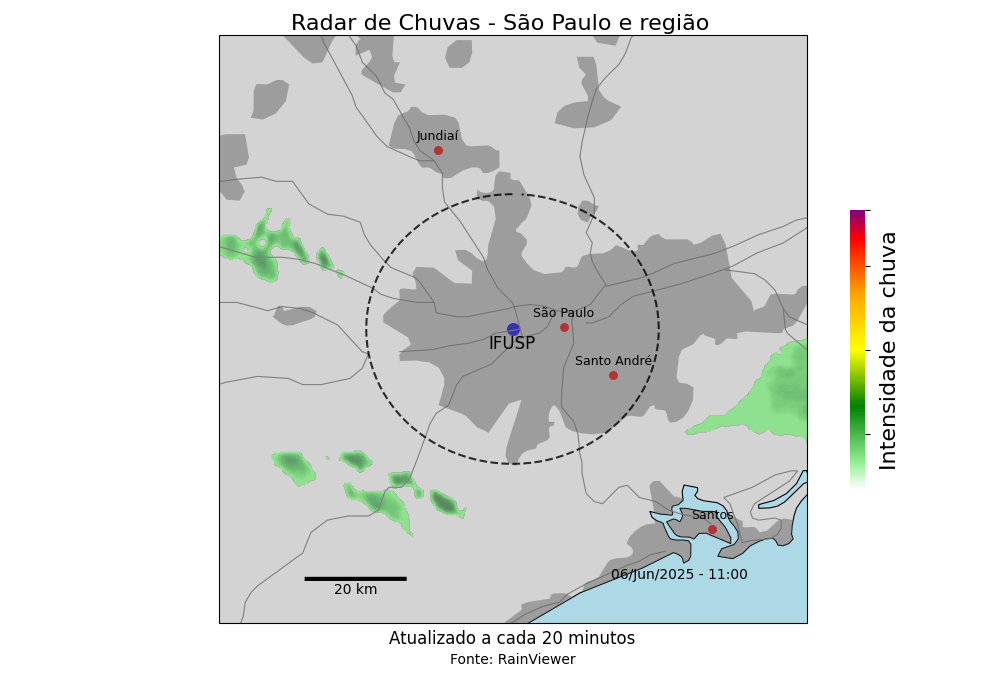 Radar de Chuvas - São Paulo e região
Jundiaí
São Paulo
IFUSP
Santo André
Intensidade da chuva
Santos
06/Jun/2025 - 11:00
20 km
Atualizado a cada 20 minutos
Fonte: RainViewer